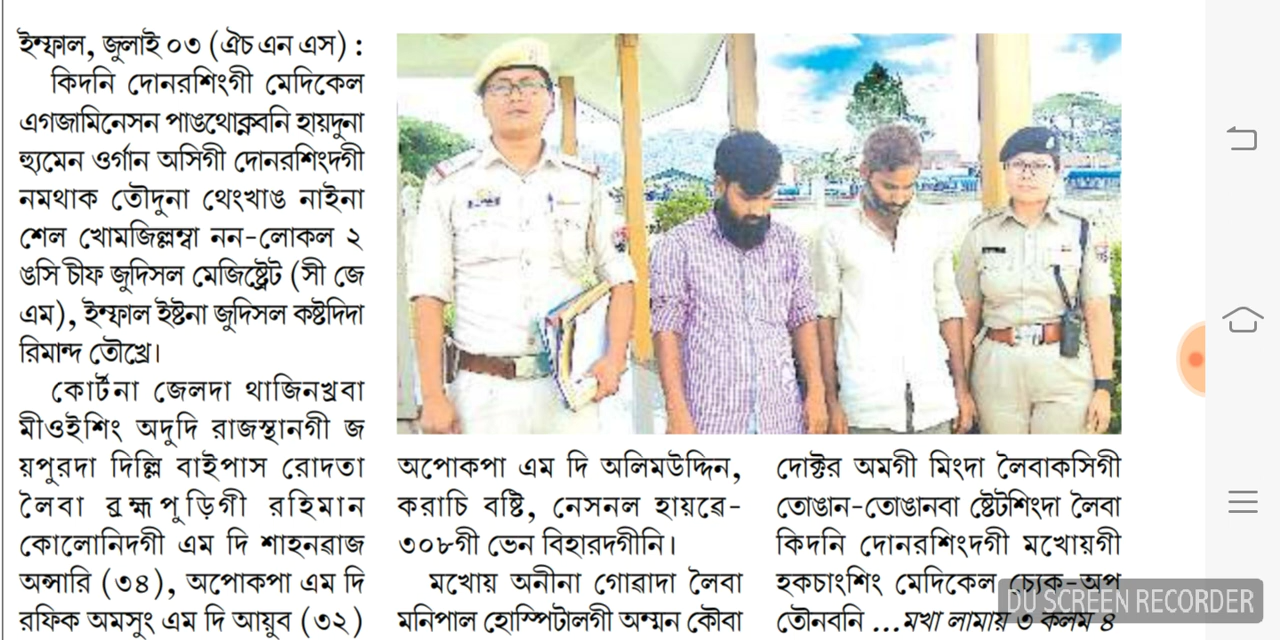 ইম্ফাল, জুলাই ০৩ (ঐচ এন এস) :
কিদনি দোনরশিংগী মেদিকেল
এগজামিনেসন পাঙথোক্লবনি হায়দুনা
হ্যুমেন ওর্গান অসিগী দোনরশিংদগী
নমথাক তৌদুনা থেংখাঙ নাইনা
শেল খোমজিল্লম্বা নন-লোকল ২
ঙসি চীফ জুদিসল মেজিষ্ট্রেট (সী জে
এম), ইম্ফাল ইষ্টনা জুদিসল কষ্টদিদা
রিমান্দ তৌখ্রে।
কোর্টনা জেলদা থাজিনখ্রবা
মীওইশিং অদুদি রাজস্থানগী জ
য়পুরদা দিল্লি বাইপাস রোদতা
লৈবা ব্রহ্মপুড়িগী রহিমান
কোলোনিদগী এম দি শাহনৱাজ
অন্সারি (৩৪), অপোকপা এম দি
রফিক অমসুং এম দি আয়ুব (৩২)
অপোকপা এম দি অলিমউদ্দিন,
করাচি বষ্টি, নেসনল হায়ৱে-
৩০৮গী ভেন বিহারদগীনি।
মখোয় অনীনা গোৱাদা লৈবা
মনিপাল হোস্পিটালগী অম্মন কৌবা
দোক্টর অমগী মিংদা লৈবাকসিগী
তোঙান-তোঙানবা ষ্টেটশিংদা লৈবা
কিদনি দোনরশিংদগী মখোয়গী
হকচাংশিং মেদিকেল চ্যেক-অপ
তৌনবনি ...মখা লামায় ৩ কলম ৪
DU SCREEN RECORDER